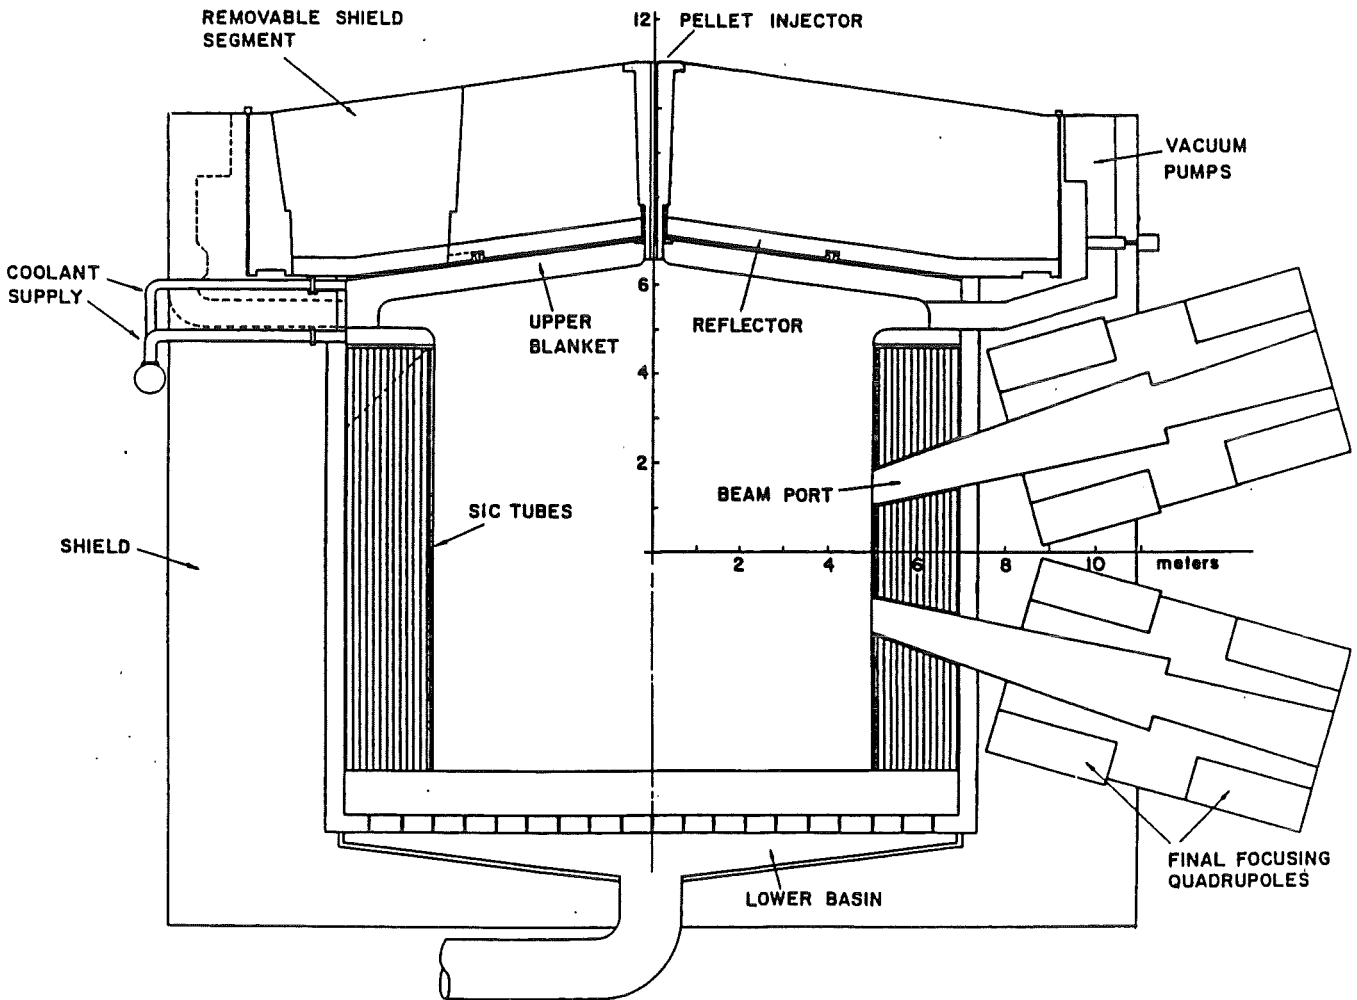 REMOVABLE SHIELD
SEGMENT
12 PELLET INJECTOR
VACUUM
PUMPS
COOLANT
SUPPLY
6
UPPER
BLANKET
REFLECTOR
4
2
BEAM PORT
SIC TUBES
SHIELD
2 4 6 8 10 meters
FINAL FOCUSING
QUADRUPOLES
LOWER BASIN